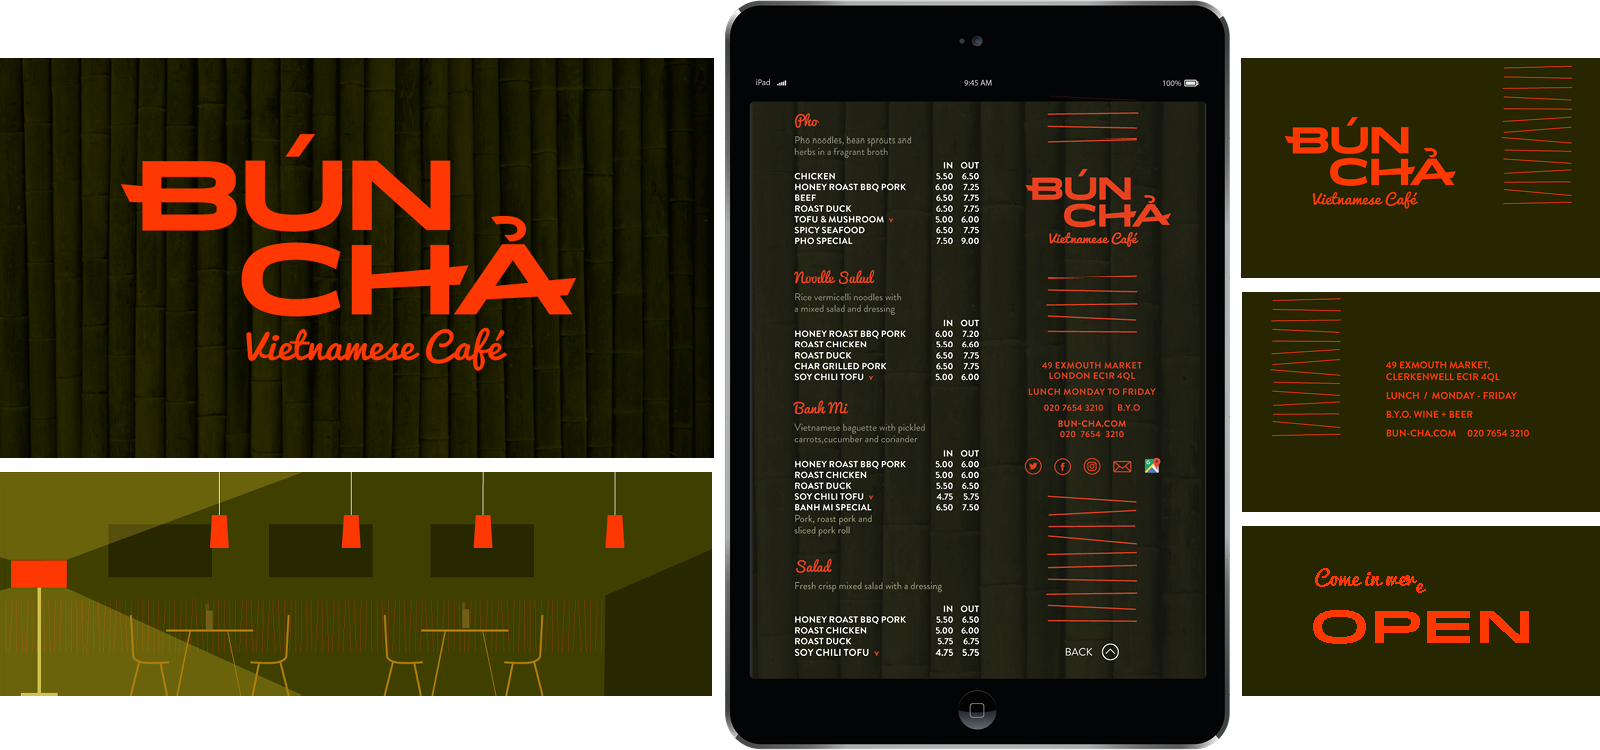 BÚN
CHẢ
Vietnamese Café
iPad
9:45 AM
100%
Pho
Pho noodles, bean sprouts and
herbs in a fragrant broth
IN OUT
CHICKEN 5.50 6.50
HONEY ROAST BBQ PORK 6.00 7.25
BEEF 6.50 7.75
ROAST DUCK 6.50 7.75
TOFU & MUSHROOM v 5.00 6.00
SPICY SEAFOOD 6.50 7.75
PHO SPECIAL 7.50 9.00
Noodle Salad
Rice vermicelli noodles with
a mixed salad and dressing
IN OUT
HONEY ROAST BBQ PORK 6.00 7.20
ROAST CHICKEN 5.50 6.60
ROAST DUCK 6.50 7.75
CHAR GRILLED PORK 6.50 7.75
SOY CHILI TOFU v 5.00 6.00
Banh Mi
Vietnamese baguette with pickled
carrots,cucumber and coriander
IN OUT
HONEY ROAST BBQ PORK 5.00 6.00
ROAST CHICKEN 5.00 6.00
ROAST DUCK 5.50 6.50
SOY CHILI TOFU v 4.75 5.75
BANH MI SPECIAL 6.50 7.50
Pork, roast pork and
sliced pork roll
Salad
Fresh crisp mixed salad with a dressing
IN OUT
HONEY ROAST BBQ PORK 5.50 6.50
ROAST CHICKEN 5.00 6.00
ROAST DUCK 5.75 6.75
SOY CHILI TOFU v 4.75 5.75
BÚN
CHẢ
Vietnamese Café
49 EXMOUTH MARKET
LONDON EC1R 4QL
LUNCH MONDAY TO FRIDAY
020 7654 3210 B.Y.O
BUN-CHA.COM
020 7654 3210
BACK
BÚN
CHẢ
Vietnamese Café
49 EXMOUTH MARKET,
CLERKENWELL EC1R 4QL
LUNCH / MONDAY - FRIDAY
B.Y.O. WINE + BEER
BUN-CHA.COM 020 7654 3210
Come in wer e
OPEN